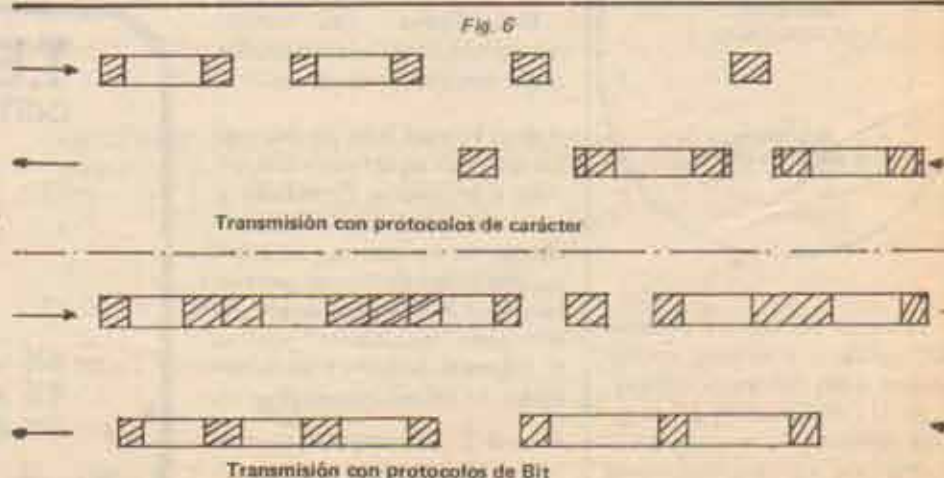 Fig. 6
Transmisión con protocolos de carácter
Transmisión con protocolos de Bit